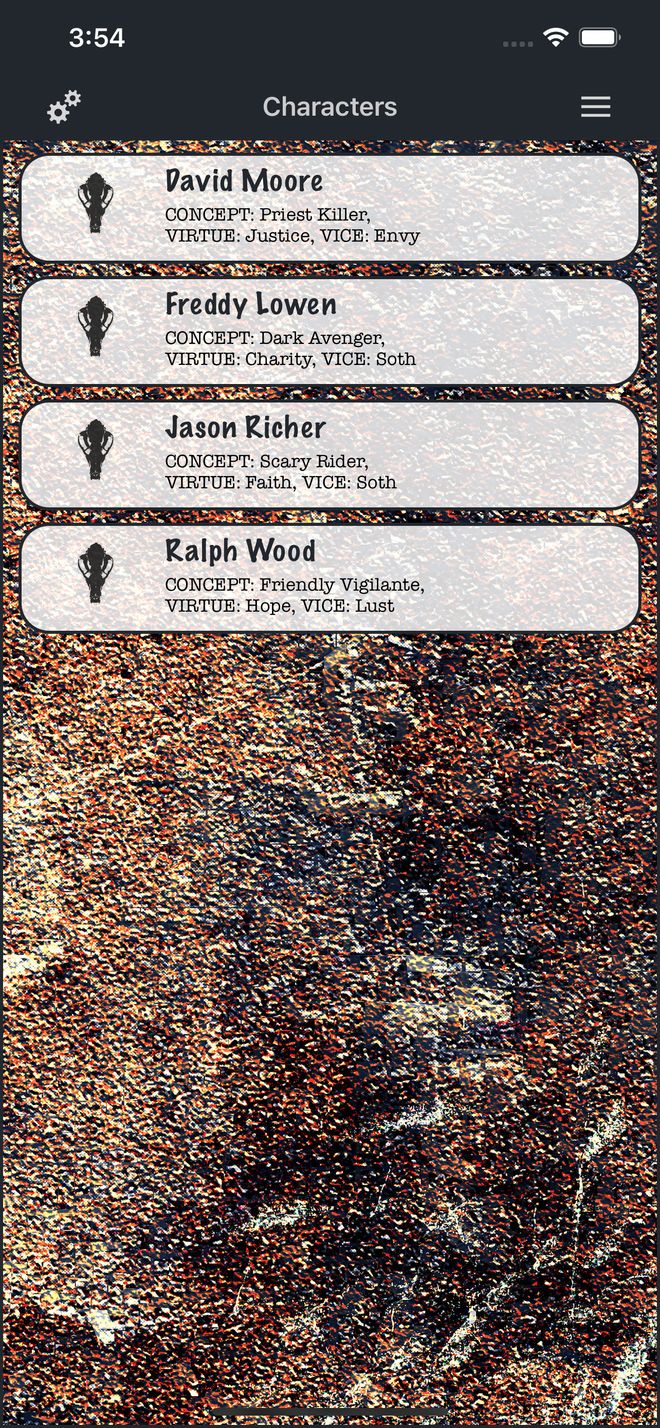 3:54
Characters
David Moore
CONCEPT: Priest Killer,
VIRTUE: Justice, VICE: Envy
Freddy Lowen
CONCEPT: Dark Avenger,
VIRTUE: Charity, VICE: Soth
Jason Richer
CONCEPT: Scary Rider,
VIRTUE: Faith, VICE: Soth
Ralph Wood
CONCEPT: Friendly Vigilante,
VIRTUE: Hope, VICE: Lust